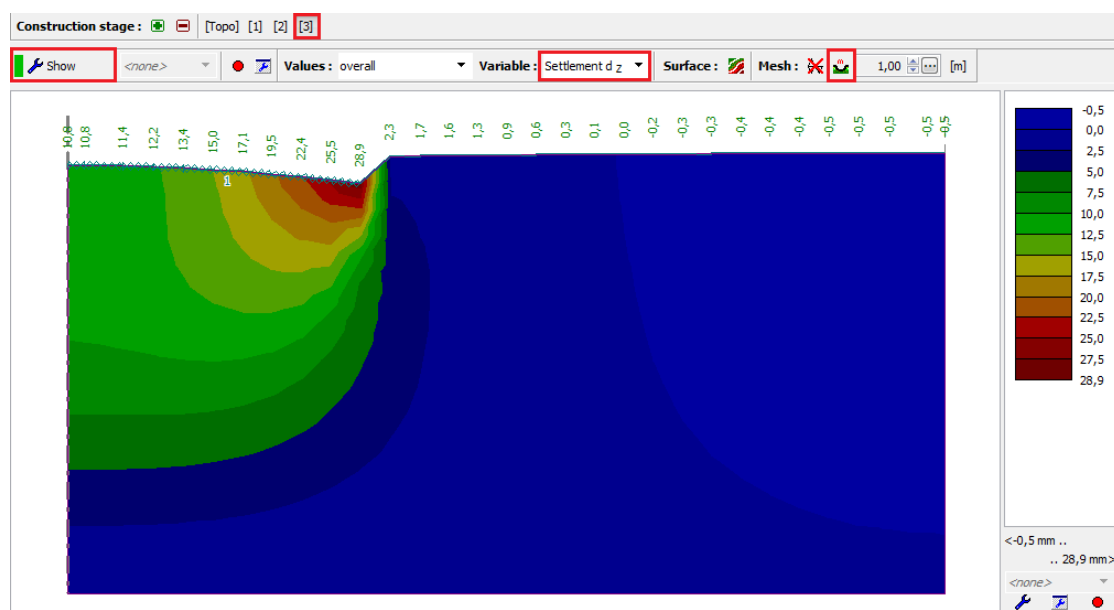 Construction stage : [Topo] [1] [2] [3]
Show <none> Values : overall Variable : Settlement d z Surface : Mesh : 1,00 [m]
10,8 10,8 11,4 12,2 13,4 15,0 17,1 19,5 22,4 25,5 28,9 2,3 1,7 1,6 1,3 0,9 0,6 0,3 0,1 0,0 -0,2 -0,3 -0,3 -0,4 -0,4 -0,4 -0,5 -0,5 -0,5 -0,5 -0,5
1
-0,5
0,0
2,5
5,0
7,5
10,0
12,5
15,0
17,5
20,0
22,5
25,0
27,5
28,9
<-0,5 mm ..
.. 28,9 mm>
<none>